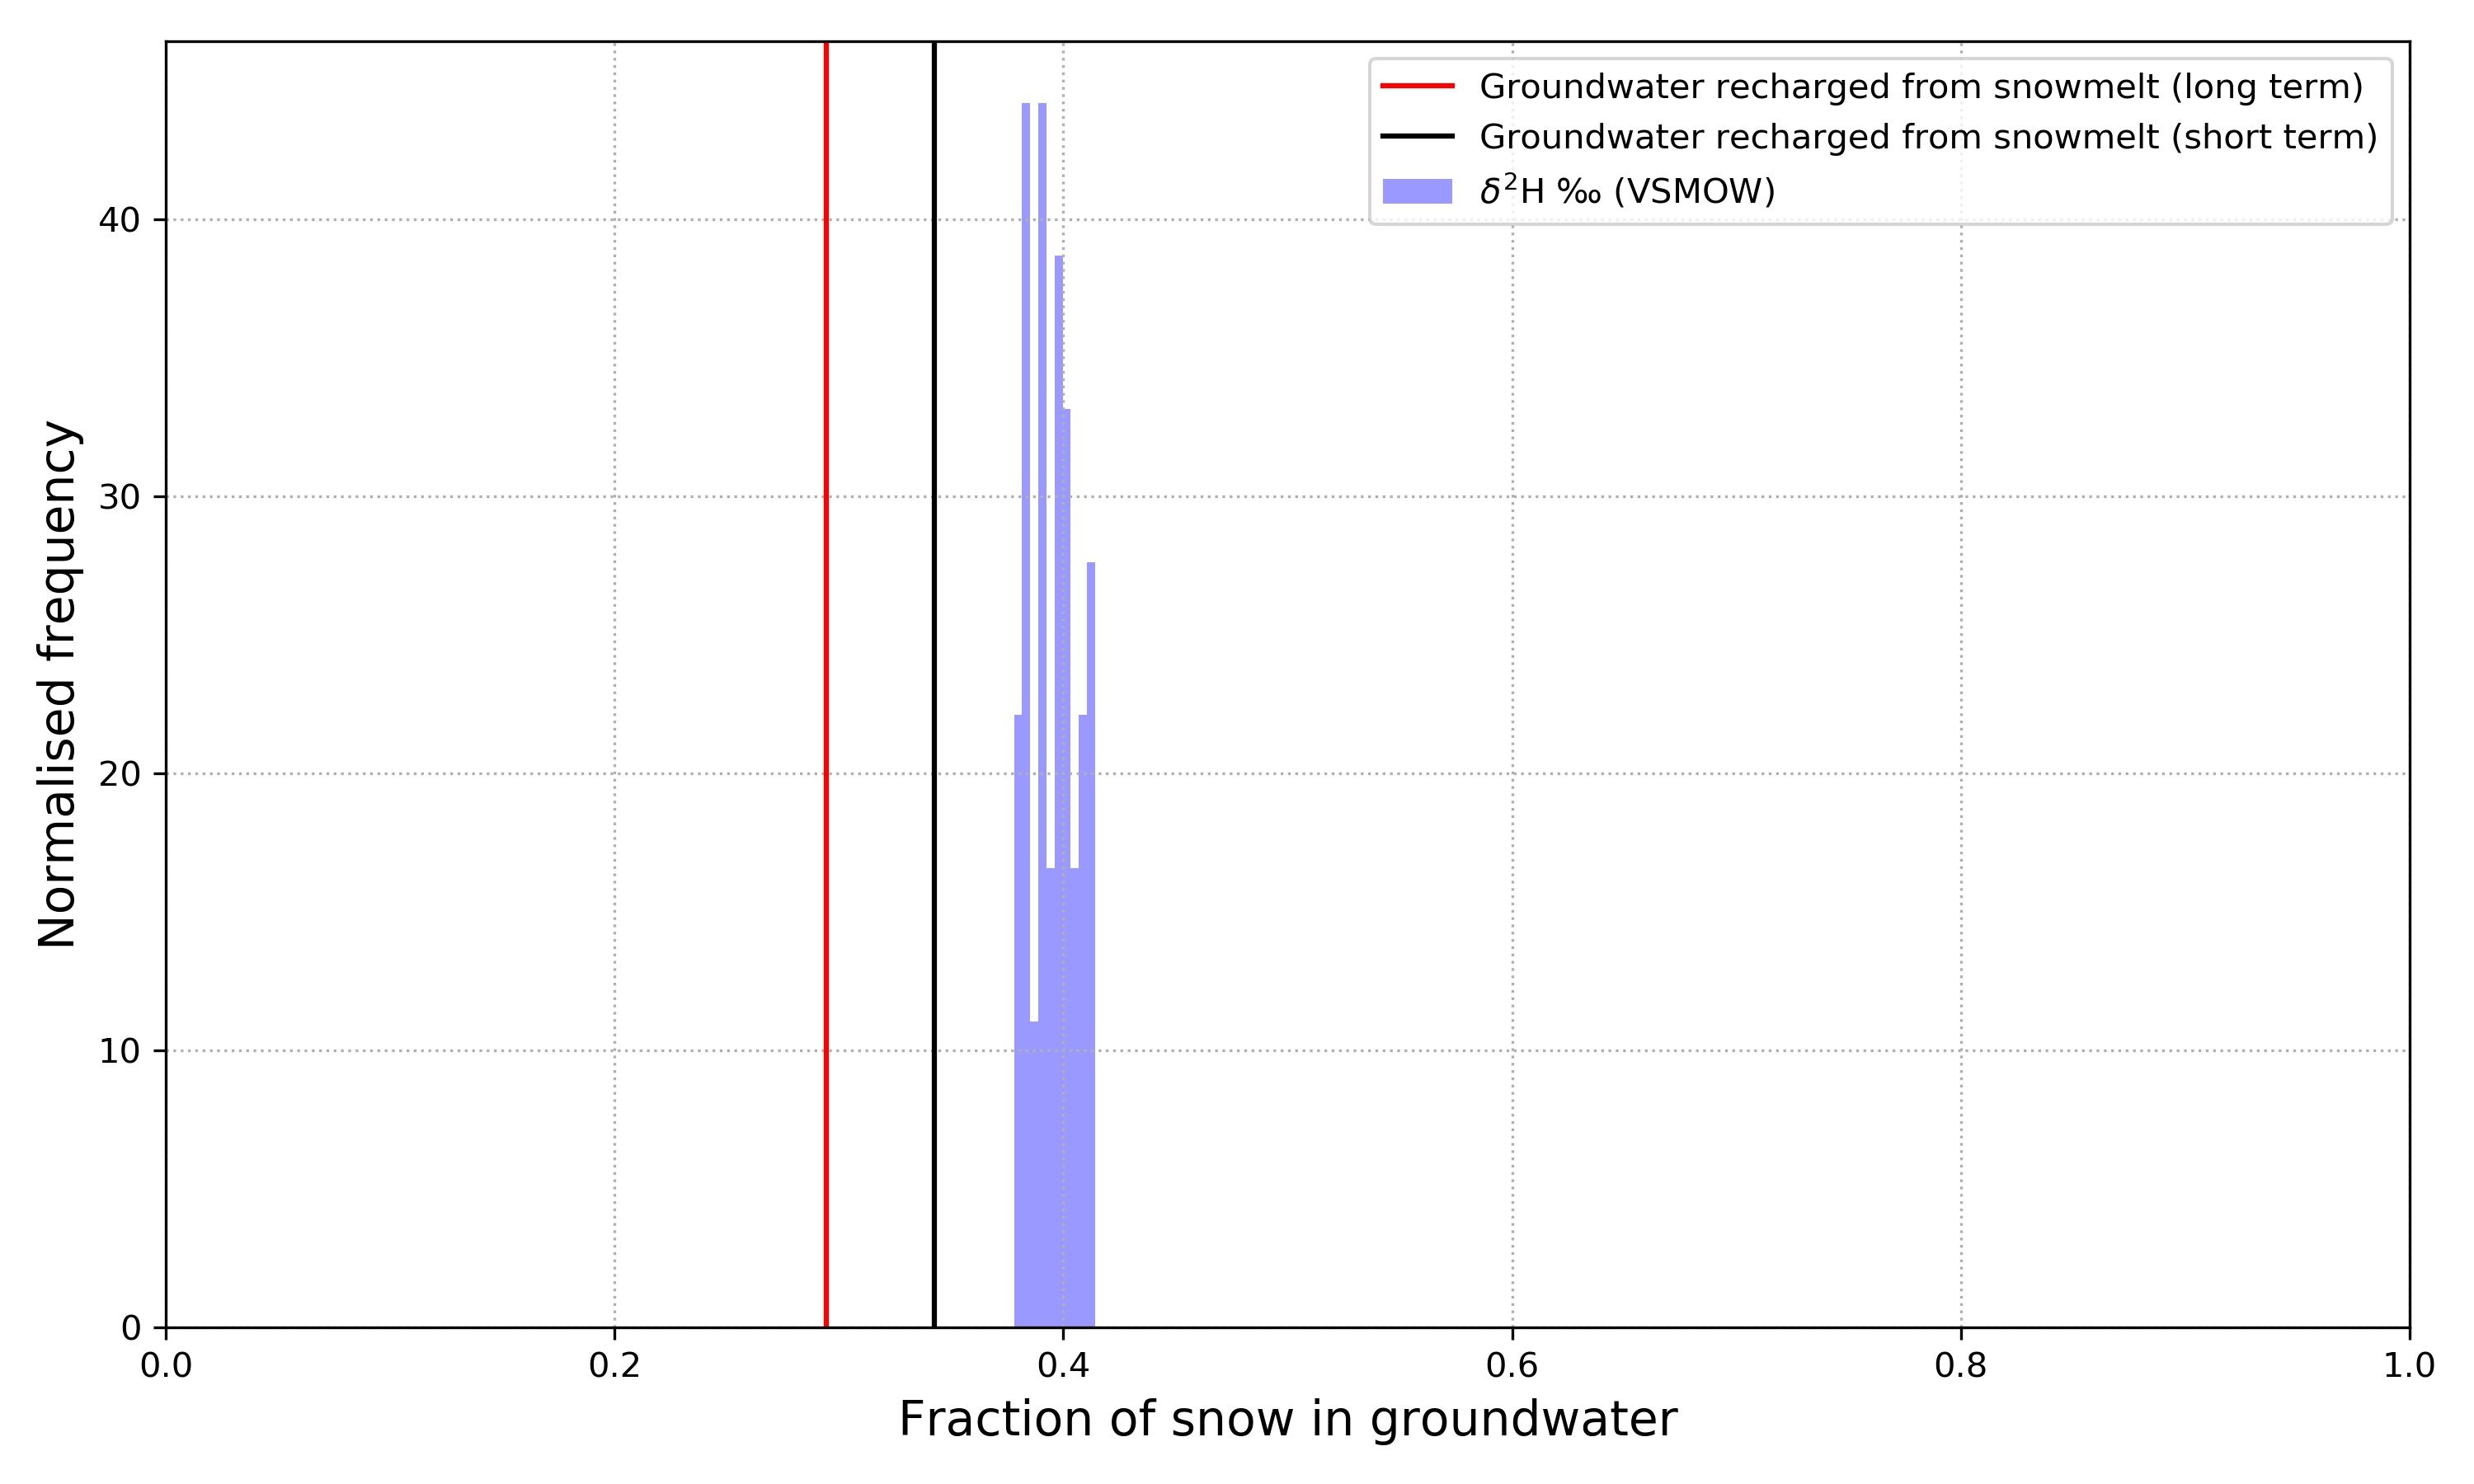 Groundwater recharged from snowmelt (long term)
Groundwater recharged from snowmelt (short term)
δ²H ‰ (VSMOW)
Normalised frequency
40
30
20
10
0
0.0 0.2 0.4 0.6 0.8 1.0
Fraction of snow in groundwater